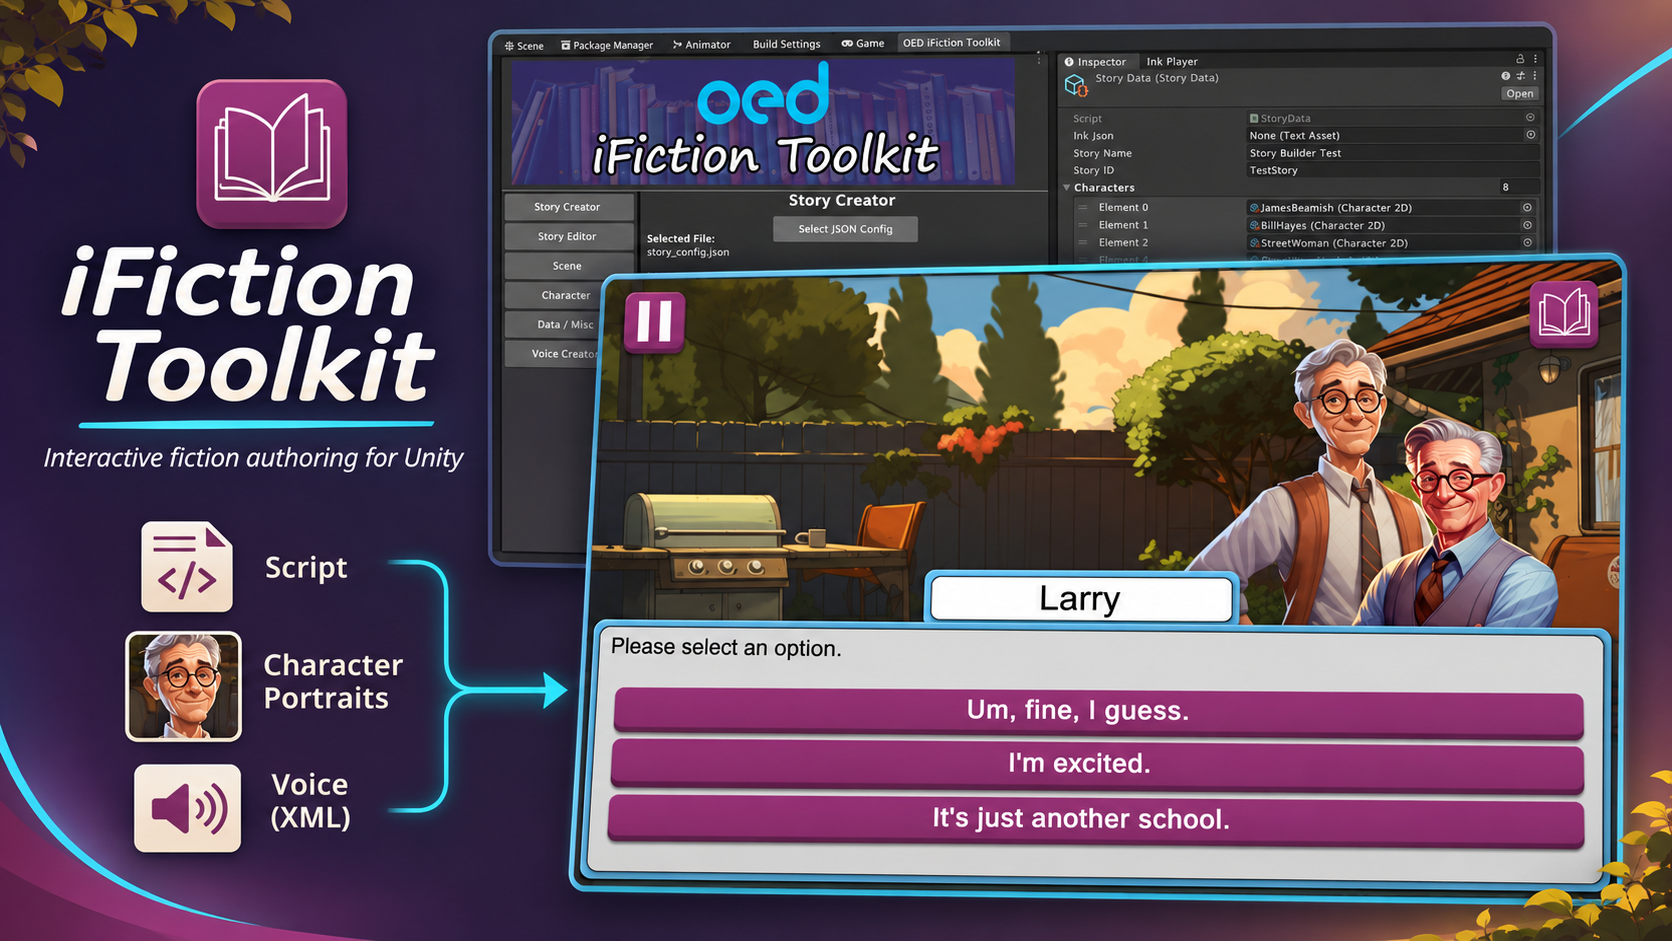 iFiction
Toolkit
Interactive fiction authoring for Unity
Script
Character
Portraits
Voice
(XML)
Scene
Package Manager
Animator
Build Settings
Game
OED iFiction Toolkit
oed
iFiction Toolkit
Story Creator
Story Editor
Scene
Character
Data / Misc
Voice Creator
Story Creator
Select JSON Config
Selected File:
story_config.json
Inspector
Ink Player
Story Data (Story Data)
Open
Script StoryData
Ink Json None (Text Asset)
Story Name Story Builder Test
Story ID TestStory
Characters 8
Element 0 JamesBeamish (Character 2D)
Element 1 BillHayes (Character 2D)
Element 2 StreetWoman (Character 2D)
Larry
Please select an option.
Um, fine, I guess.
I'm excited.
It's just another school.